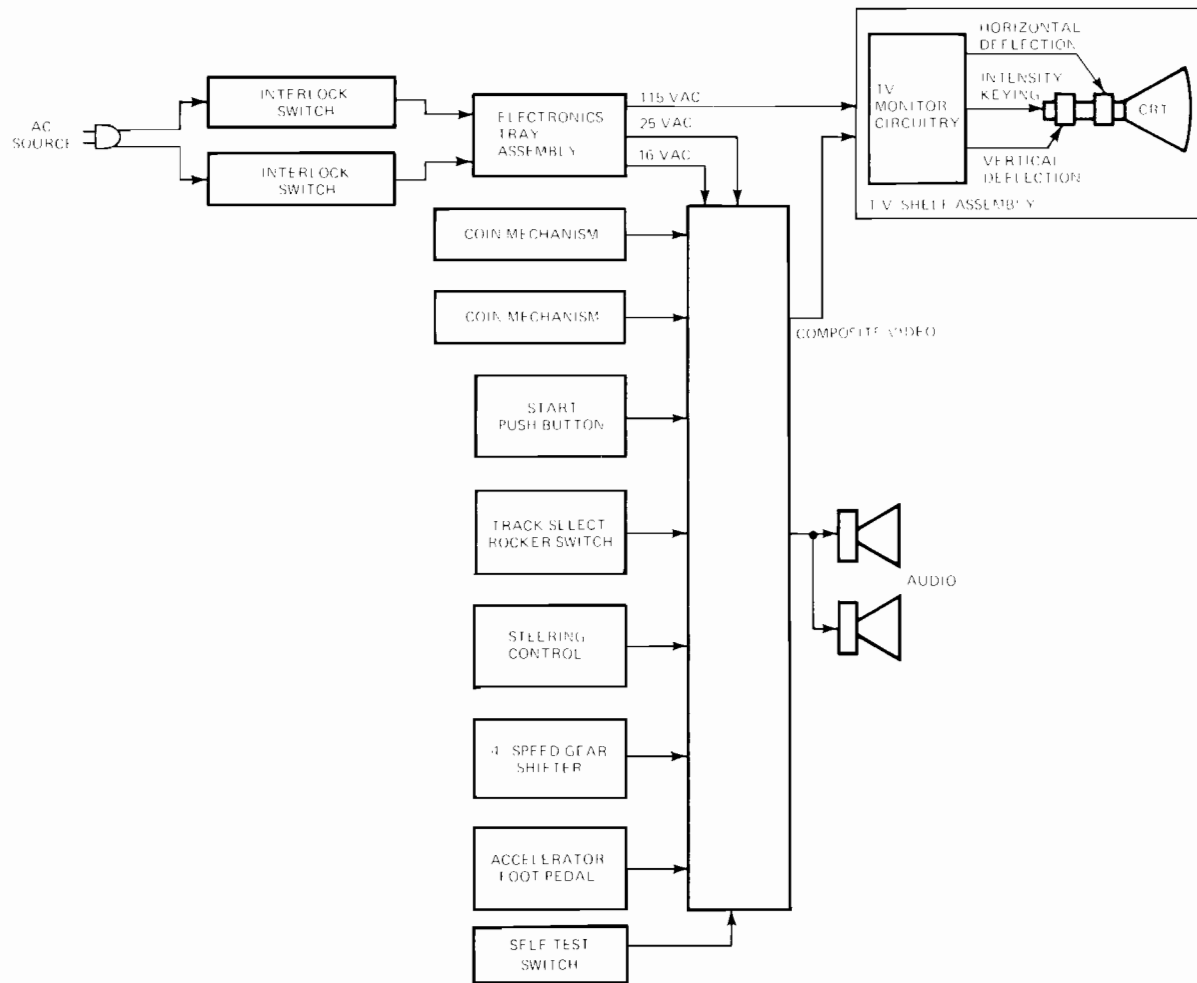 HORIZONTAL
DEFLECTION
INTENSITY
KEYING
TV
MONITOR
CIRCUITRY
CRT
VERTICAL
DEFLECTION
T.V. SHELF ASSEMBLY
AC
SOURCE
INTERLOCK
SWITCH
INTERLOCK
SWITCH
ELECTRONICS
TRAY
ASSEMBLY
115 VAC
25 VAC
16 VAC
COIN MECHANISM
COIN MECHANISM
COMPOSITE VIDEO
START
PUSH BUTTON
TRACK SELECT
ROCKER SWITCH
AUDIO
STEERING
CONTROL
4-SPEED GEAR
SHIFTER
ACCELERATOR
FOOT PEDAL
SELF TEST
SWITCH